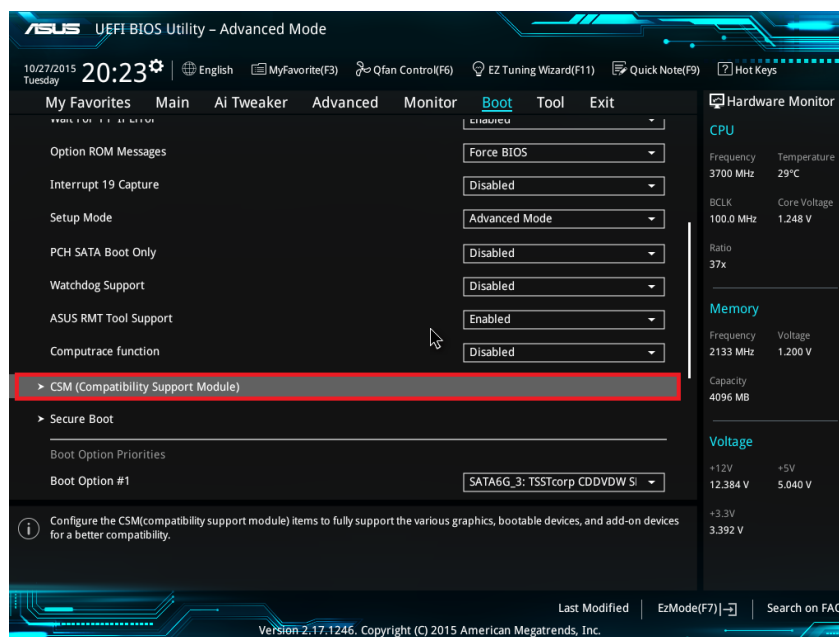 ASUS UEFI BIOS Utility – Advanced Mode
10/27/2015
Tuesday
20:23
English MyFavorite(F3) Qfan Control(F6) EZ Tuning Wizard(F11) Quick Note(F9) ? Hot Keys
My Favorites Main Ai Tweaker Advanced Monitor Boot Tool Exit
Enabled
Option ROM Messages Force BIOS
Interrupt 19 Capture Disabled
Setup Mode Advanced Mode
PCH SATA Boot Only Disabled
Watchdog Support Disabled
ASUS RMT Tool Support Enabled
Computrace function Disabled
CSM (Compatibility Support Module)
Secure Boot
Boot Option Priorities
Boot Option #1 SATA6G_3: TSSTcorp CDDVDW
Configure the CSM(compatibility support module) items to fully support the various graphics, bootable devices, and add-on devices
for a better compatibility.
Hardware Monitor
CPU
Frequency Temperature
3700 MHz 29°C
BCLK Core Voltage
100.0 MHz 1.248 V
Ratio
37x
Memory
Frequency Voltage
2133 MHz 1.200 V
Capacity
4096 MB
Voltage
+12V +5V
12.384 V 5.040 V
+3.3V
3.392 V
Last Modified EzMode(F7) Search on FAQ
Version 2.17.1246. Copyright (C) 2015 American Megatrends, Inc.